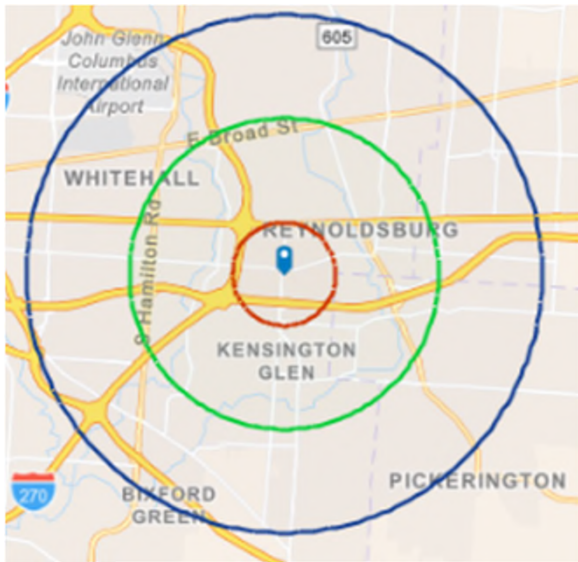 John Glenn
Columbus
International
Airport
605
E Broad St
WHITEHALL
S Hamilton Rd
REYNOLDSBURG
KENSINGTON
GLEN
PICKERINGTON
270
BIXFORD
GREEN